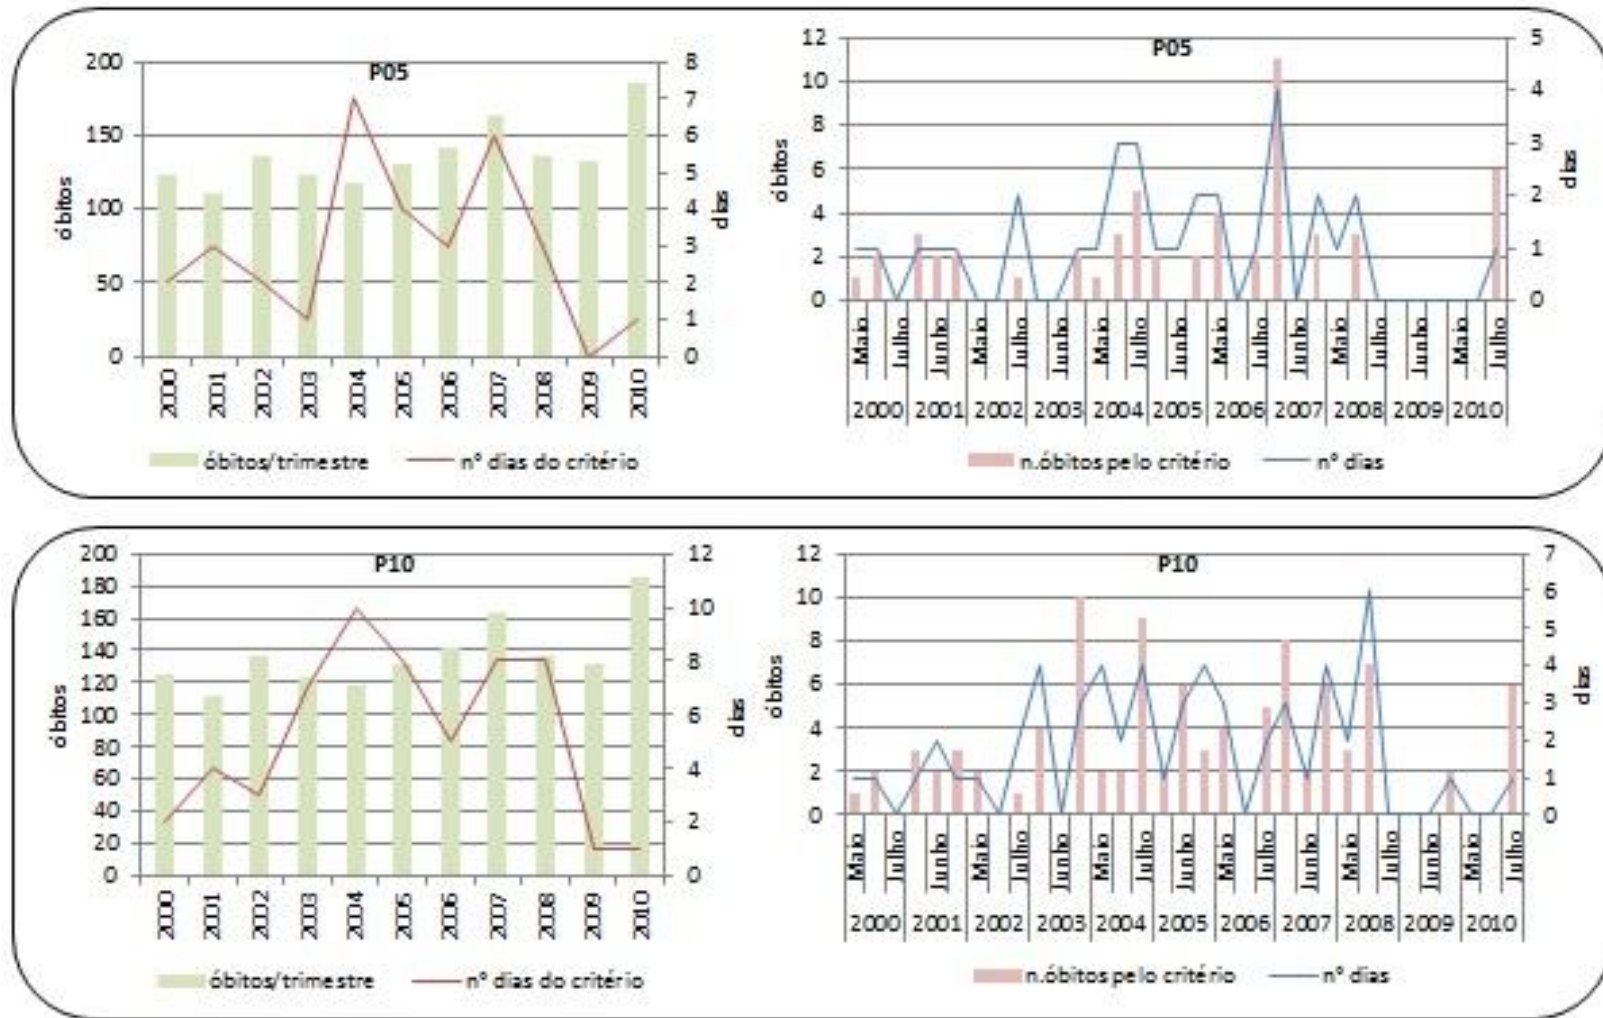 P05
200
150
100
50
0
óbitos
8
7
6
5
4
3
2
1
0
dias
2000 2001 2002 2003 2004 2005 2006 2007 2008 2009 2010
óbitos/trimestre nº dias do critério
P05
12
10
8
6
4
2
0
óbitos
5
4
3
2
1
0
dias
Maio Julho Junho Maio Julho Junho Maio Julho Junho Maio Julho Junho Maio Julho Junho Maio Julho
2000 2001 2002 2003 2004 2005 2006 2007 2008 2009 2010
n.óbitos pelo critério nº dias
P10
200
180
160
140
120
100
80
60
40
20
0
óbitos
12
10
8
6
4
2
0
dias
2000 2001 2002 2003 2004 2005 2006 2007 2008 2009 2010
óbitos/trimestre nº dias do critério
P10
12
10
8
6
4
2
0
óbitos
7
6
5
4
3
2
1
0
dias
Maio Julho Junho Maio Julho Junho Maio Julho Junho Maio Julho Junho Maio Julho Junho Maio Julho
2000 2001 2002 2003 2004 2005 2006 2007 2008 2009 2010
n.óbitos pelo critério nº dias